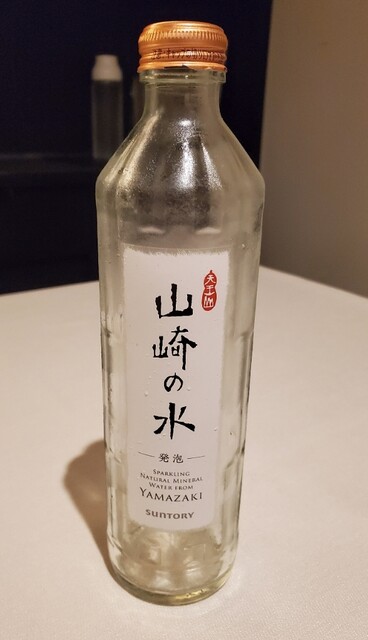 天王山
山崎の水
発泡
SPARKLING
NATURAL MINERAL
WATER FROM
YAMAZAKI
SUNTORY